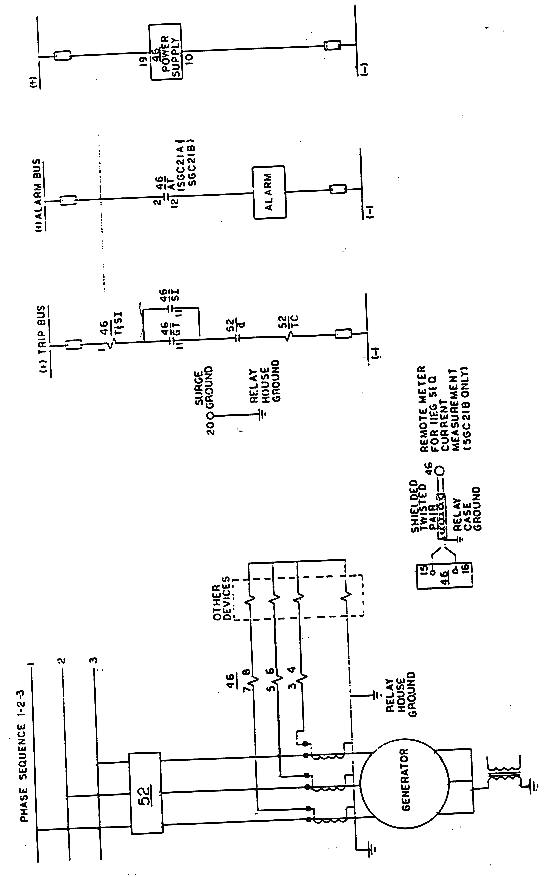 PHASE SEQUENCE 1-2-3
1
2
3
52
46
7 8
5 6
3 4
OTHER
DEVICES
RELAY
HOUSE
GROUND
GENERATOR
SHIELDED
TWISTED
PAIR
46
RELAY
CASE
GROUND
15
46
16
REMOTE METER
FOR NEG SEQ
CURRENT
MEASUREMENT
(SGC21B ONLY)
20
SURGE
GROUND
RELAY
HOUSE
GROUND
(+) TRIP BUS
1
46
T&SI
46
GT
11
46
SI
11
52
a
52
TC
(-)
(+) ALARM BUS
2
12
46
AT
(SGC21A
SGC21B)
ALARM
(-)
(+)
19
46
POWER
SUPPLY
10
(-)